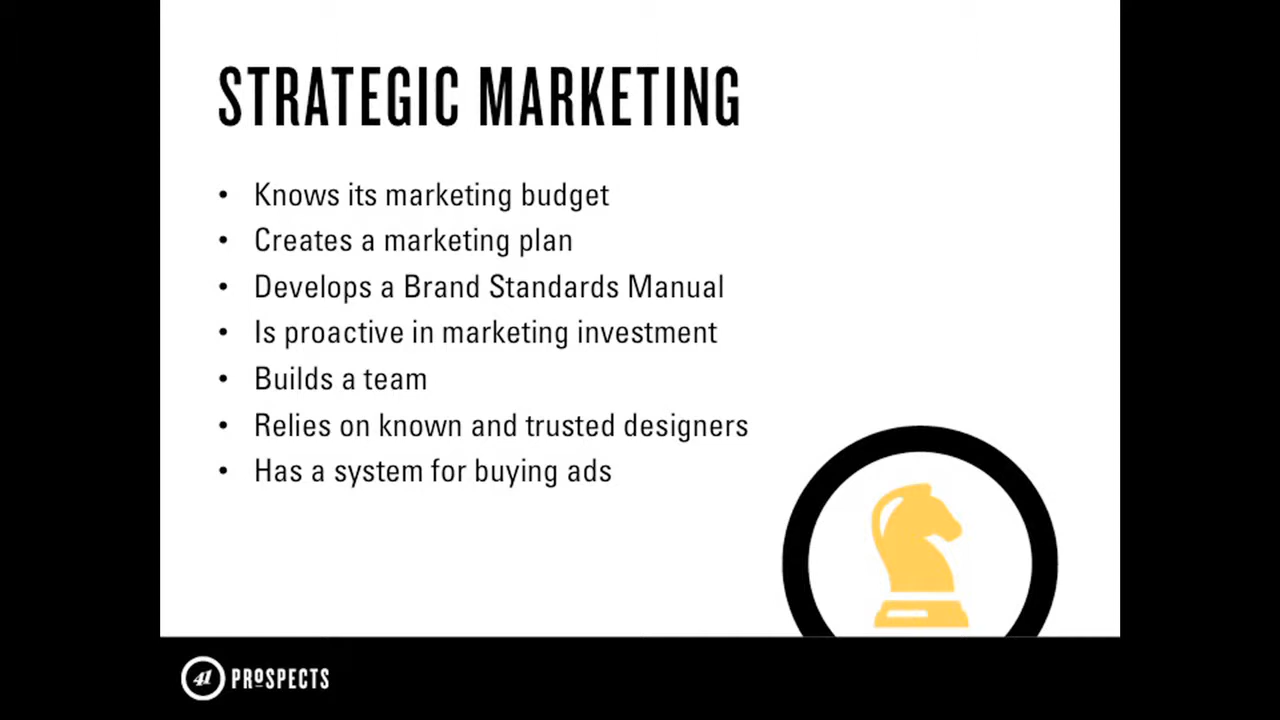 STRATEGIC MARKETING
• Knows its marketing budget
• Creates a marketing plan
• Develops a Brand Standards Manual
• Is proactive in marketing investment
• Builds a team
• Relies on known and trusted designers
• Has a system for buying ads
41 PROSPECTS